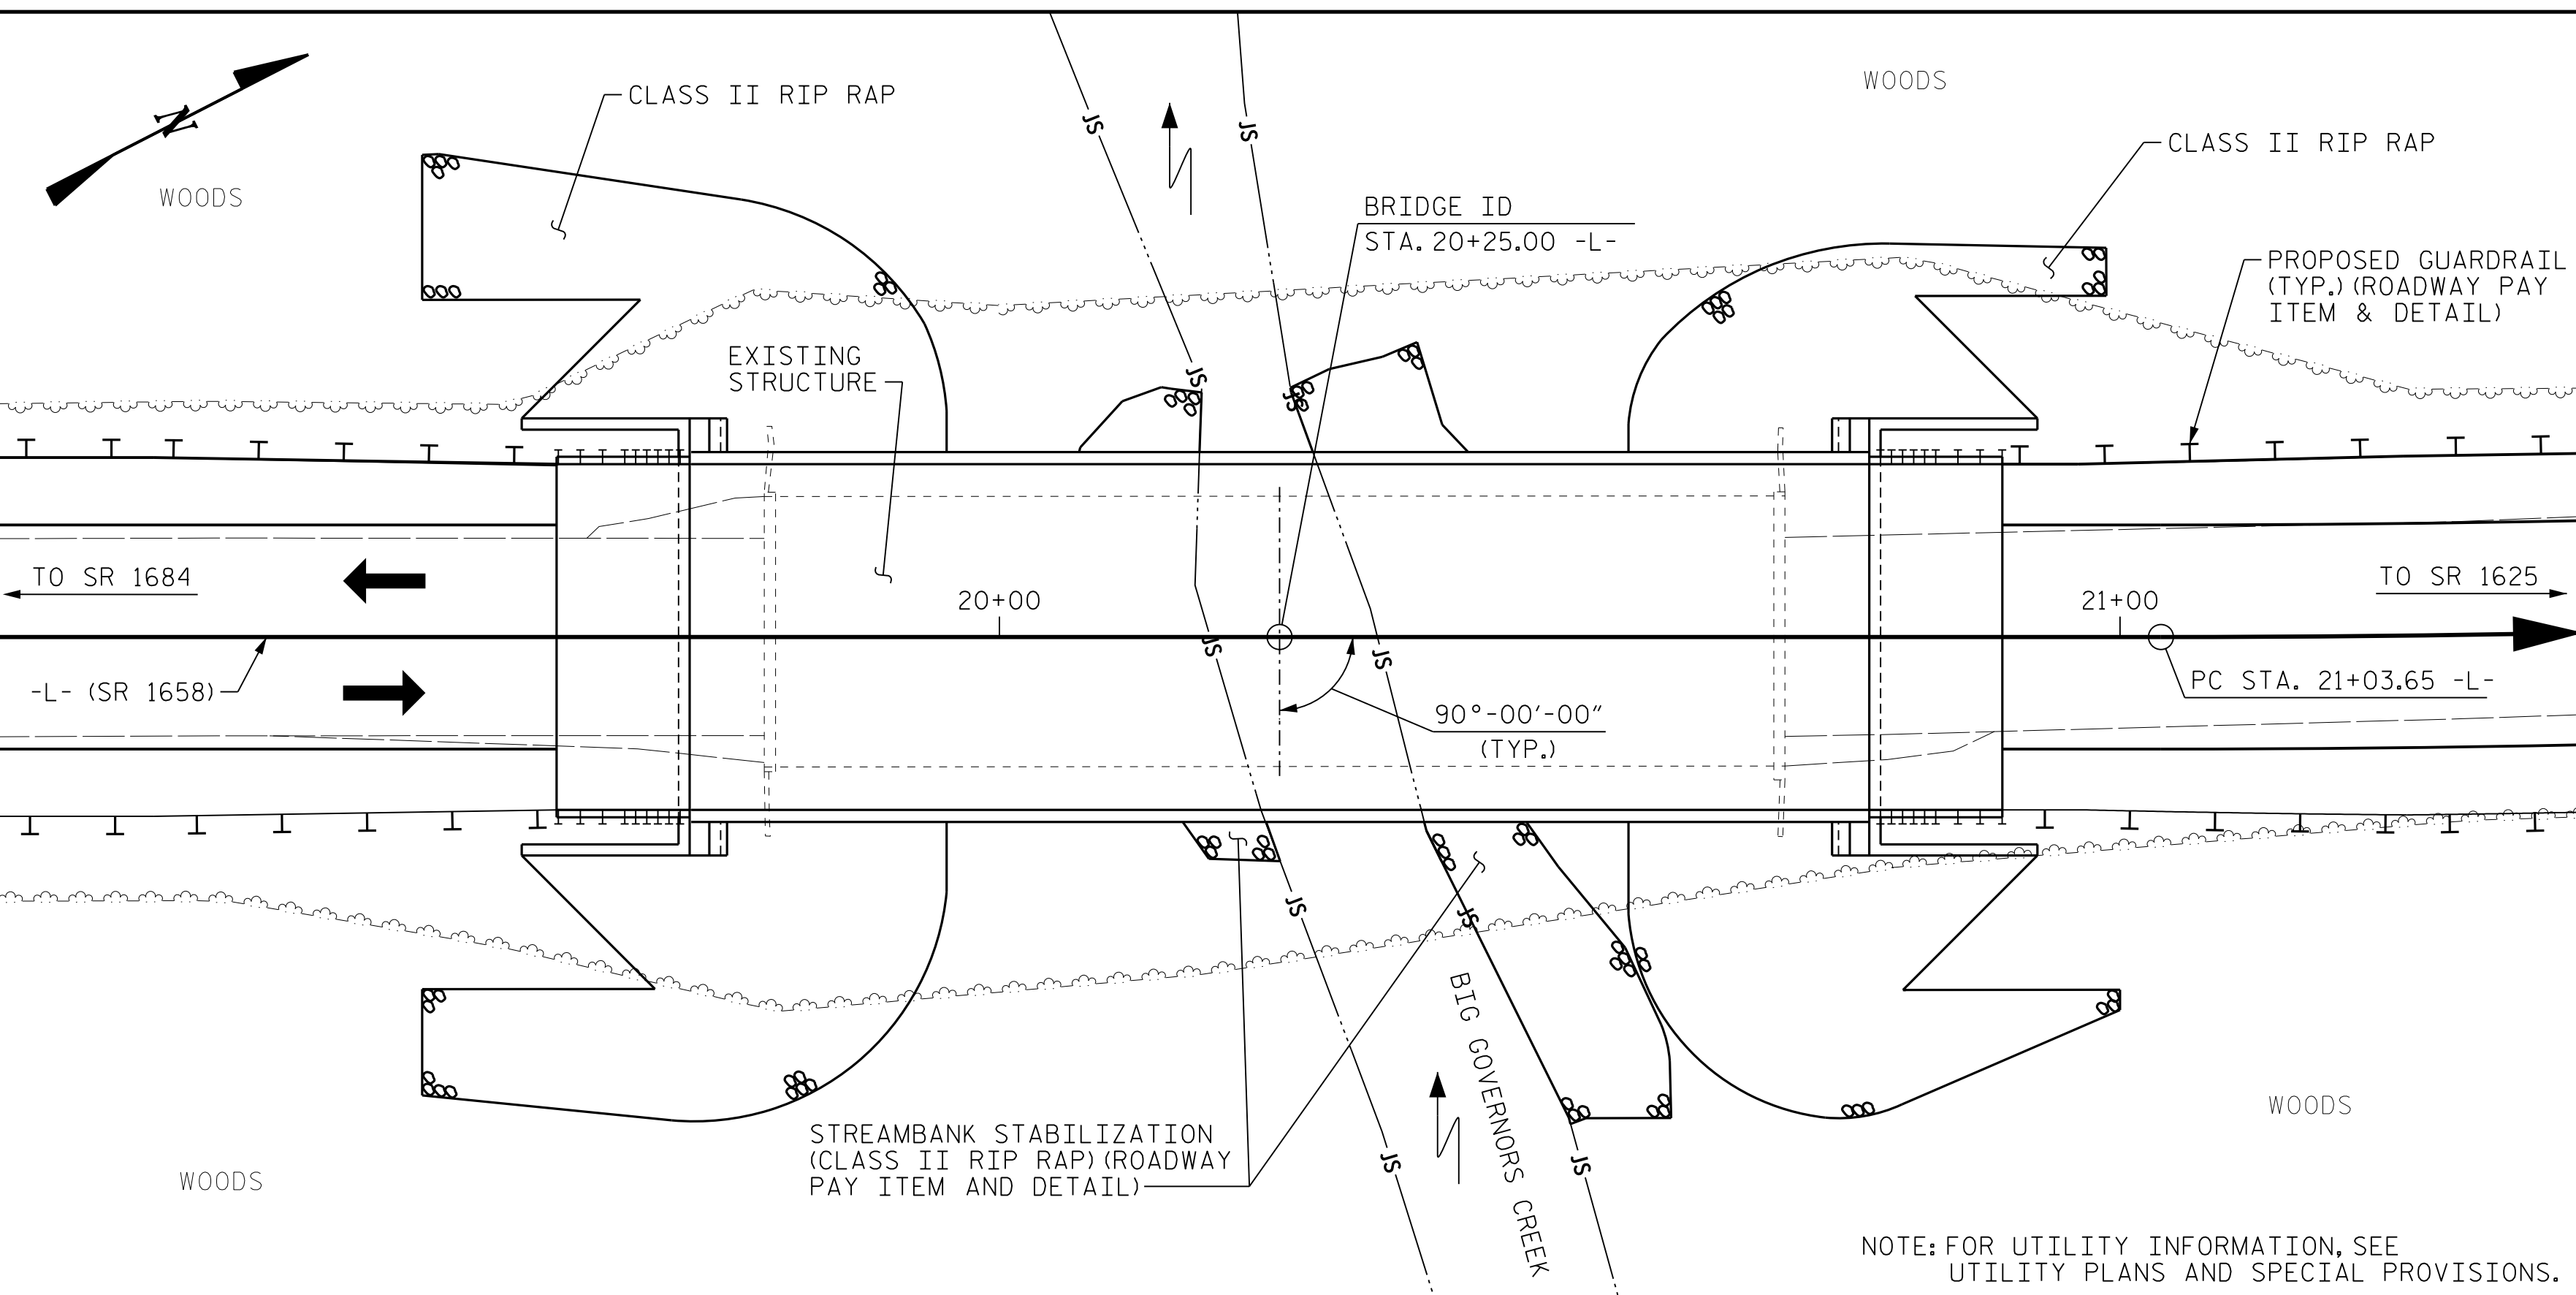 WOODS
CLASS II RIP RAP
N
WOODS
CLASS II RIP RAP
JS
JS
BRIDGE ID
STA. 20+25.00 -L-
PROPOSED GUARDRAIL
(TYP.) (ROADWAY PAY
ITEM & DETAIL)
EXISTING
STRUCTURE
JS
JS
TO SR 1684
20+00
21+00
TO SR 1625
JS
JS
-L- (SR 1658)
90°-00'-00"
(TYP.)
PC STA. 21+03.65 -L-
JS
JS
BIG GOVERNORS CREEK
STREAMBANK STABILIZATION
(CLASS II RIP RAP) (ROADWAY
PAY ITEM AND DETAIL)
JS
JS
WOODS
WOODS
NOTE: FOR UTILITY INFORMATION, SEE
UTILITY PLANS AND SPECIAL PROVISIONS.